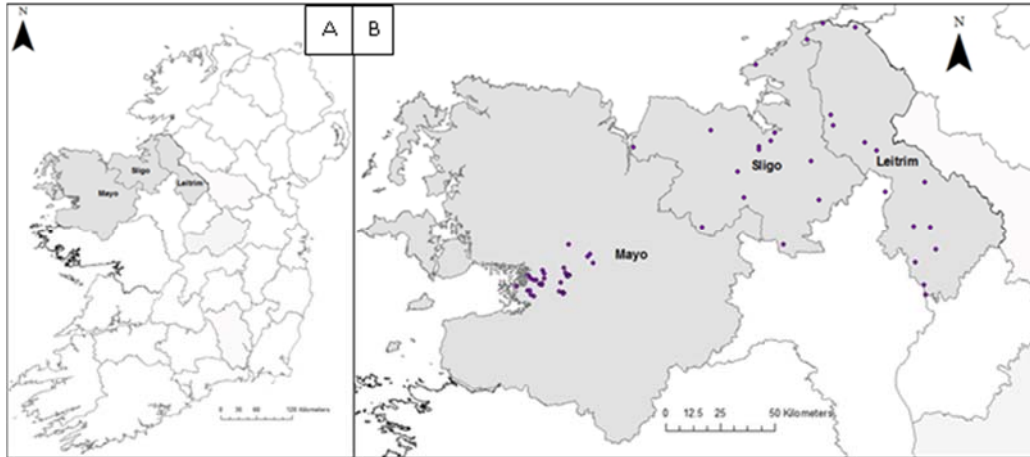 N
A B
N
Sligo
Leitrim
Mayo
0 30 60 120 Kilometers
Sligo
Leitrim
Mayo
0 12.5 25 50 Kilometers